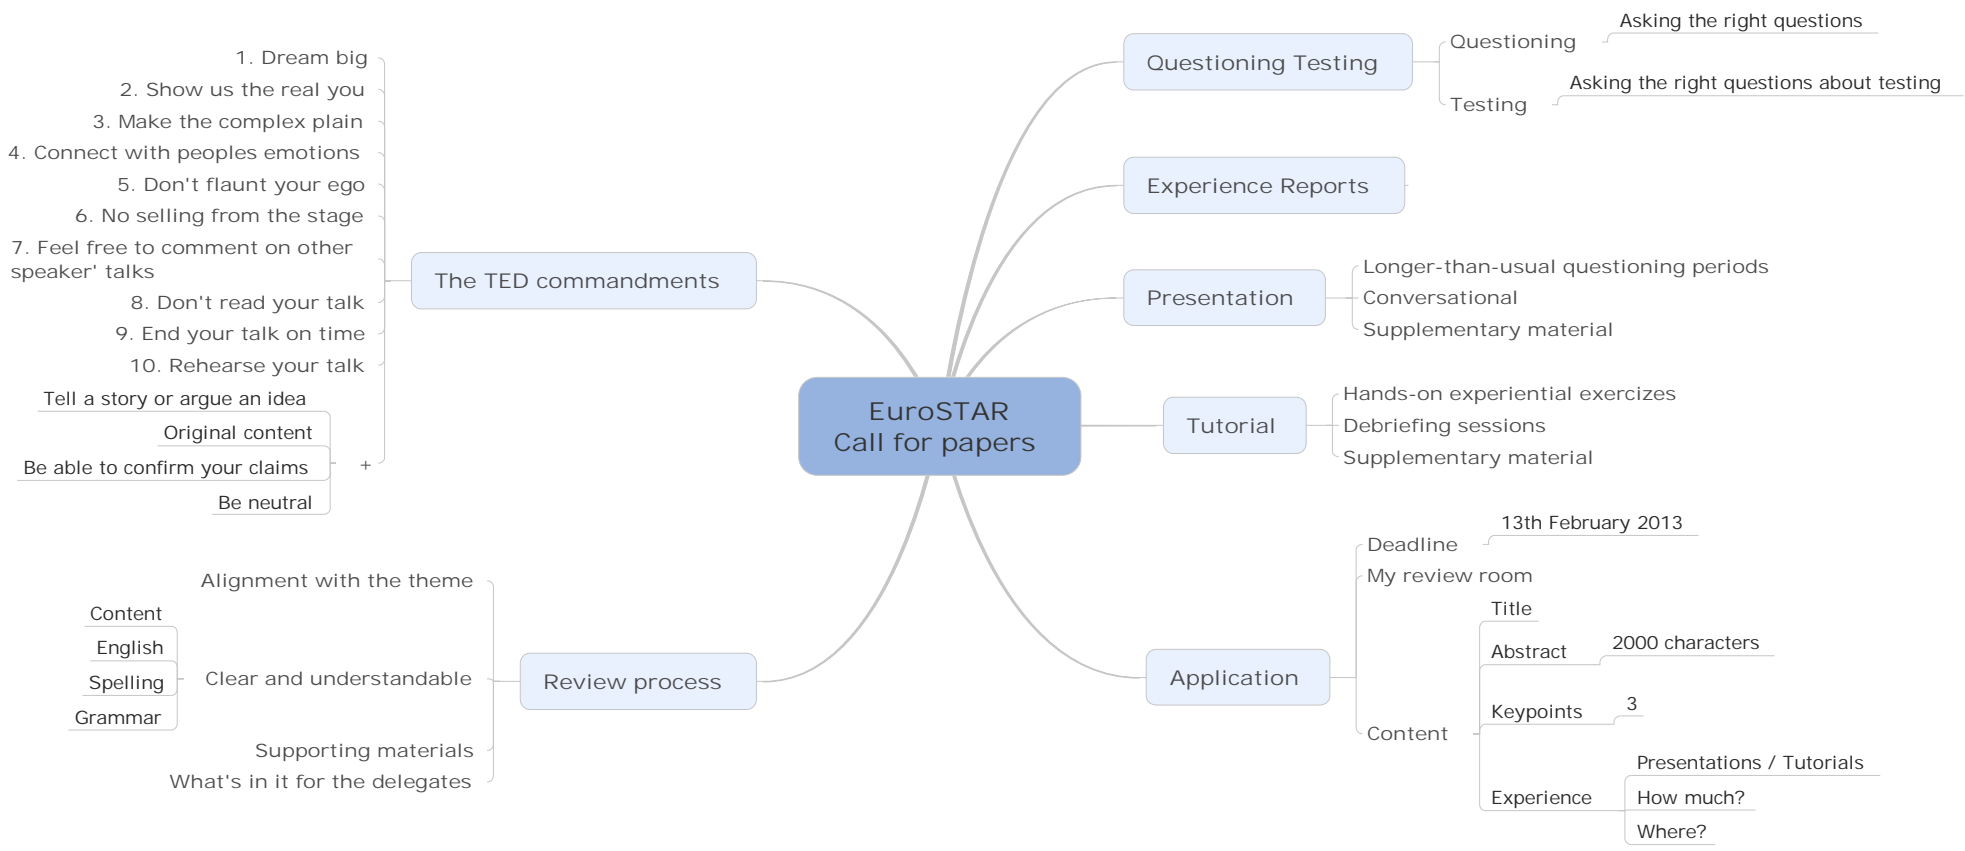 EuroSTAR
Call for papers
Questioning Testing
Questioning
Asking the right questions
Testing
Asking the right questions about testing
Experience Reports
Presentation
Longer-than-usual questioning periods
Conversational
Supplementary material
Tutorial
Hands-on experiential exercizes
Debriefing sessions
Supplementary material
Application
Deadline
13th February 2013
My review room
Content
Title
Abstract
2000 characters
Keypoints
3
Experience
Presentations / Tutorials
How much?
Where?
The TED commandments
1. Dream big
2. Show us the real you
3. Make the complex plain
4. Connect with peoples emotions
5. Don't flaunt your ego
6. No selling from the stage
7. Feel free to comment on other
speaker' talks
8. Don't read your talk
9. End your talk on time
10. Rehearse your talk
+
Tell a story or argue an idea
Original content
Be able to confirm your claims
Be neutral
Review process
Alignment with the theme
Clear and understandable
Content
English
Spelling
Grammar
Supporting materials
What's in it for the delegates